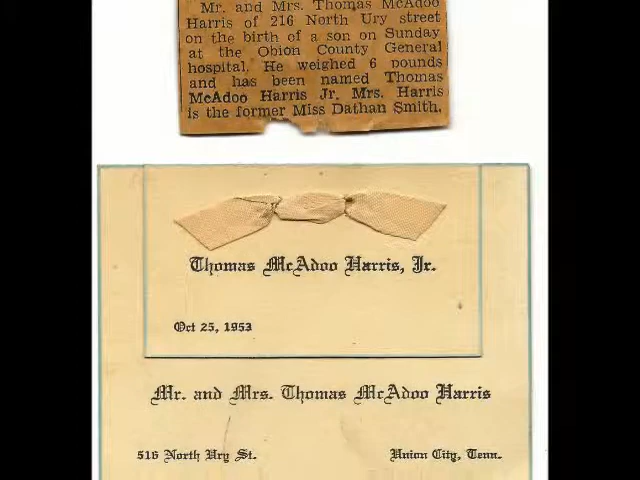 Mr. and Mrs. Thomas McAdoo
Harris of 216 North Ury street
on the birth of a son on Sunday
at the Obion County General
hospital. He weighed 6 pounds
and has been named Thomas
McAdoo Harris Jr. Mrs. Harris
is the former Miss Dathan Smith.
Thomas McAdoo Harris, Jr.
Oct 25, 1953
Mr. and Mrs. Thomas McAdoo Harris
516 North Ury St. Union City, Tenn.